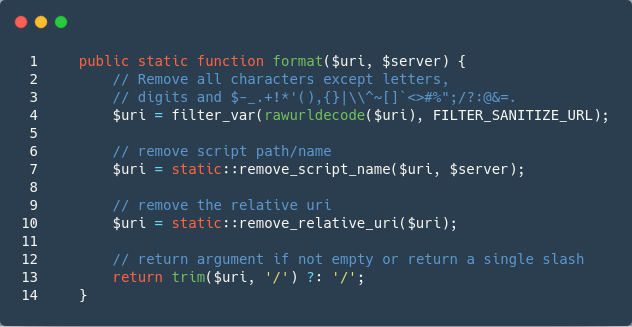 1 public static function format($uri, $server) {
2 // Remove all characters except letters,
3 // digits and $-_.+!*'(),{}|\\^~[]`<>#%";/?:@&=.
4 $uri = filter_var(rawurldecode($uri), FILTER_SANITIZE_URL);
5
6 // remove script path/name
7 $uri = static::remove_script_name($uri, $server);
8
9 // remove the relative uri
10 $uri = static::remove_relative_uri($uri);
11
12 // return argument if not empty or return a single slash
13 return trim($uri, '/') ?: '/';
14 }